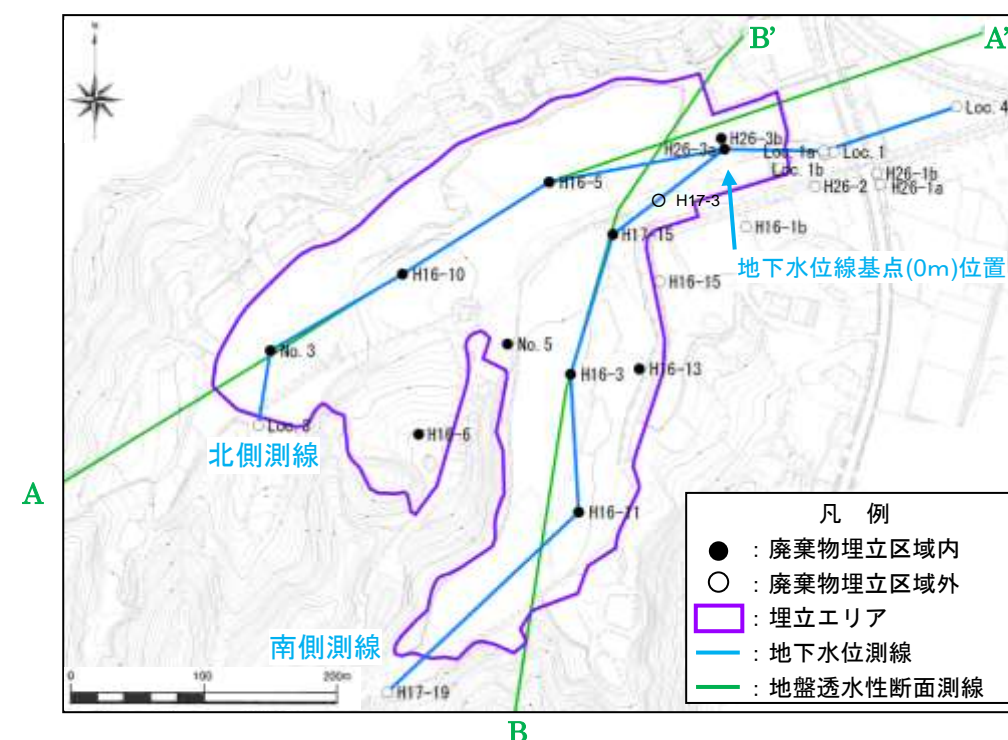 B'
A'
N
Loc. 4
H26-3b
H26-3a
Loc. 1a
Loc. 1
Loc. 1b
H26-1b
H26-2
H26-1a
H16-5
H17-3
H16-1b
H17-15
地下水位線基点(0m)位置
H16-10
H16-15
No. 3
No. 5
H16-3
H16-13
Loc. 3
H16-6
北側測線
A
H16-11
凡 例
● : 廃棄物埋立区域内
○ : 廃棄物埋立区域外
: 埋立エリア
: 地下水位測線
: 地盤透水性断面測線
南側測線
0 100 200m
H17-19
B